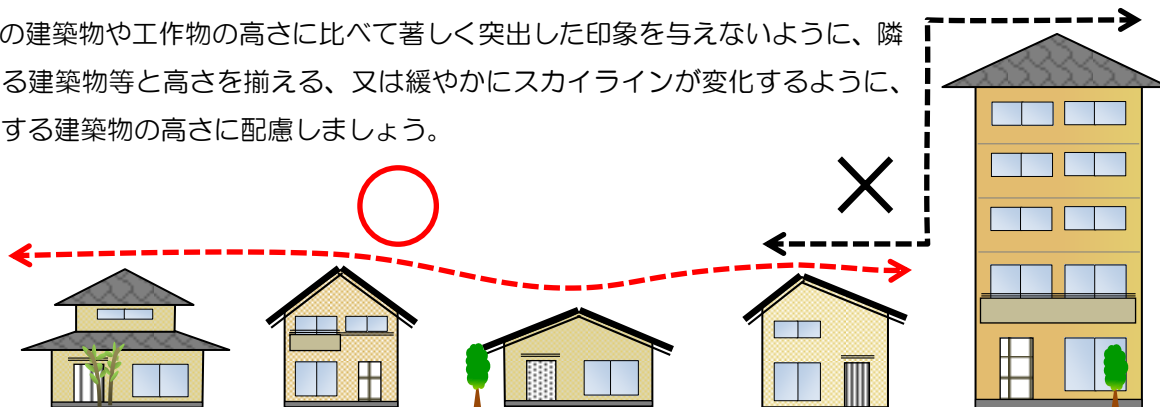 の建築物や工作物の高さに比べて著しく突出した印象を与えないように、隣
る建築物等と高さを揃える、又は緩やかにスカイラインが変化するように、
する建築物の高さに配慮しましょう。